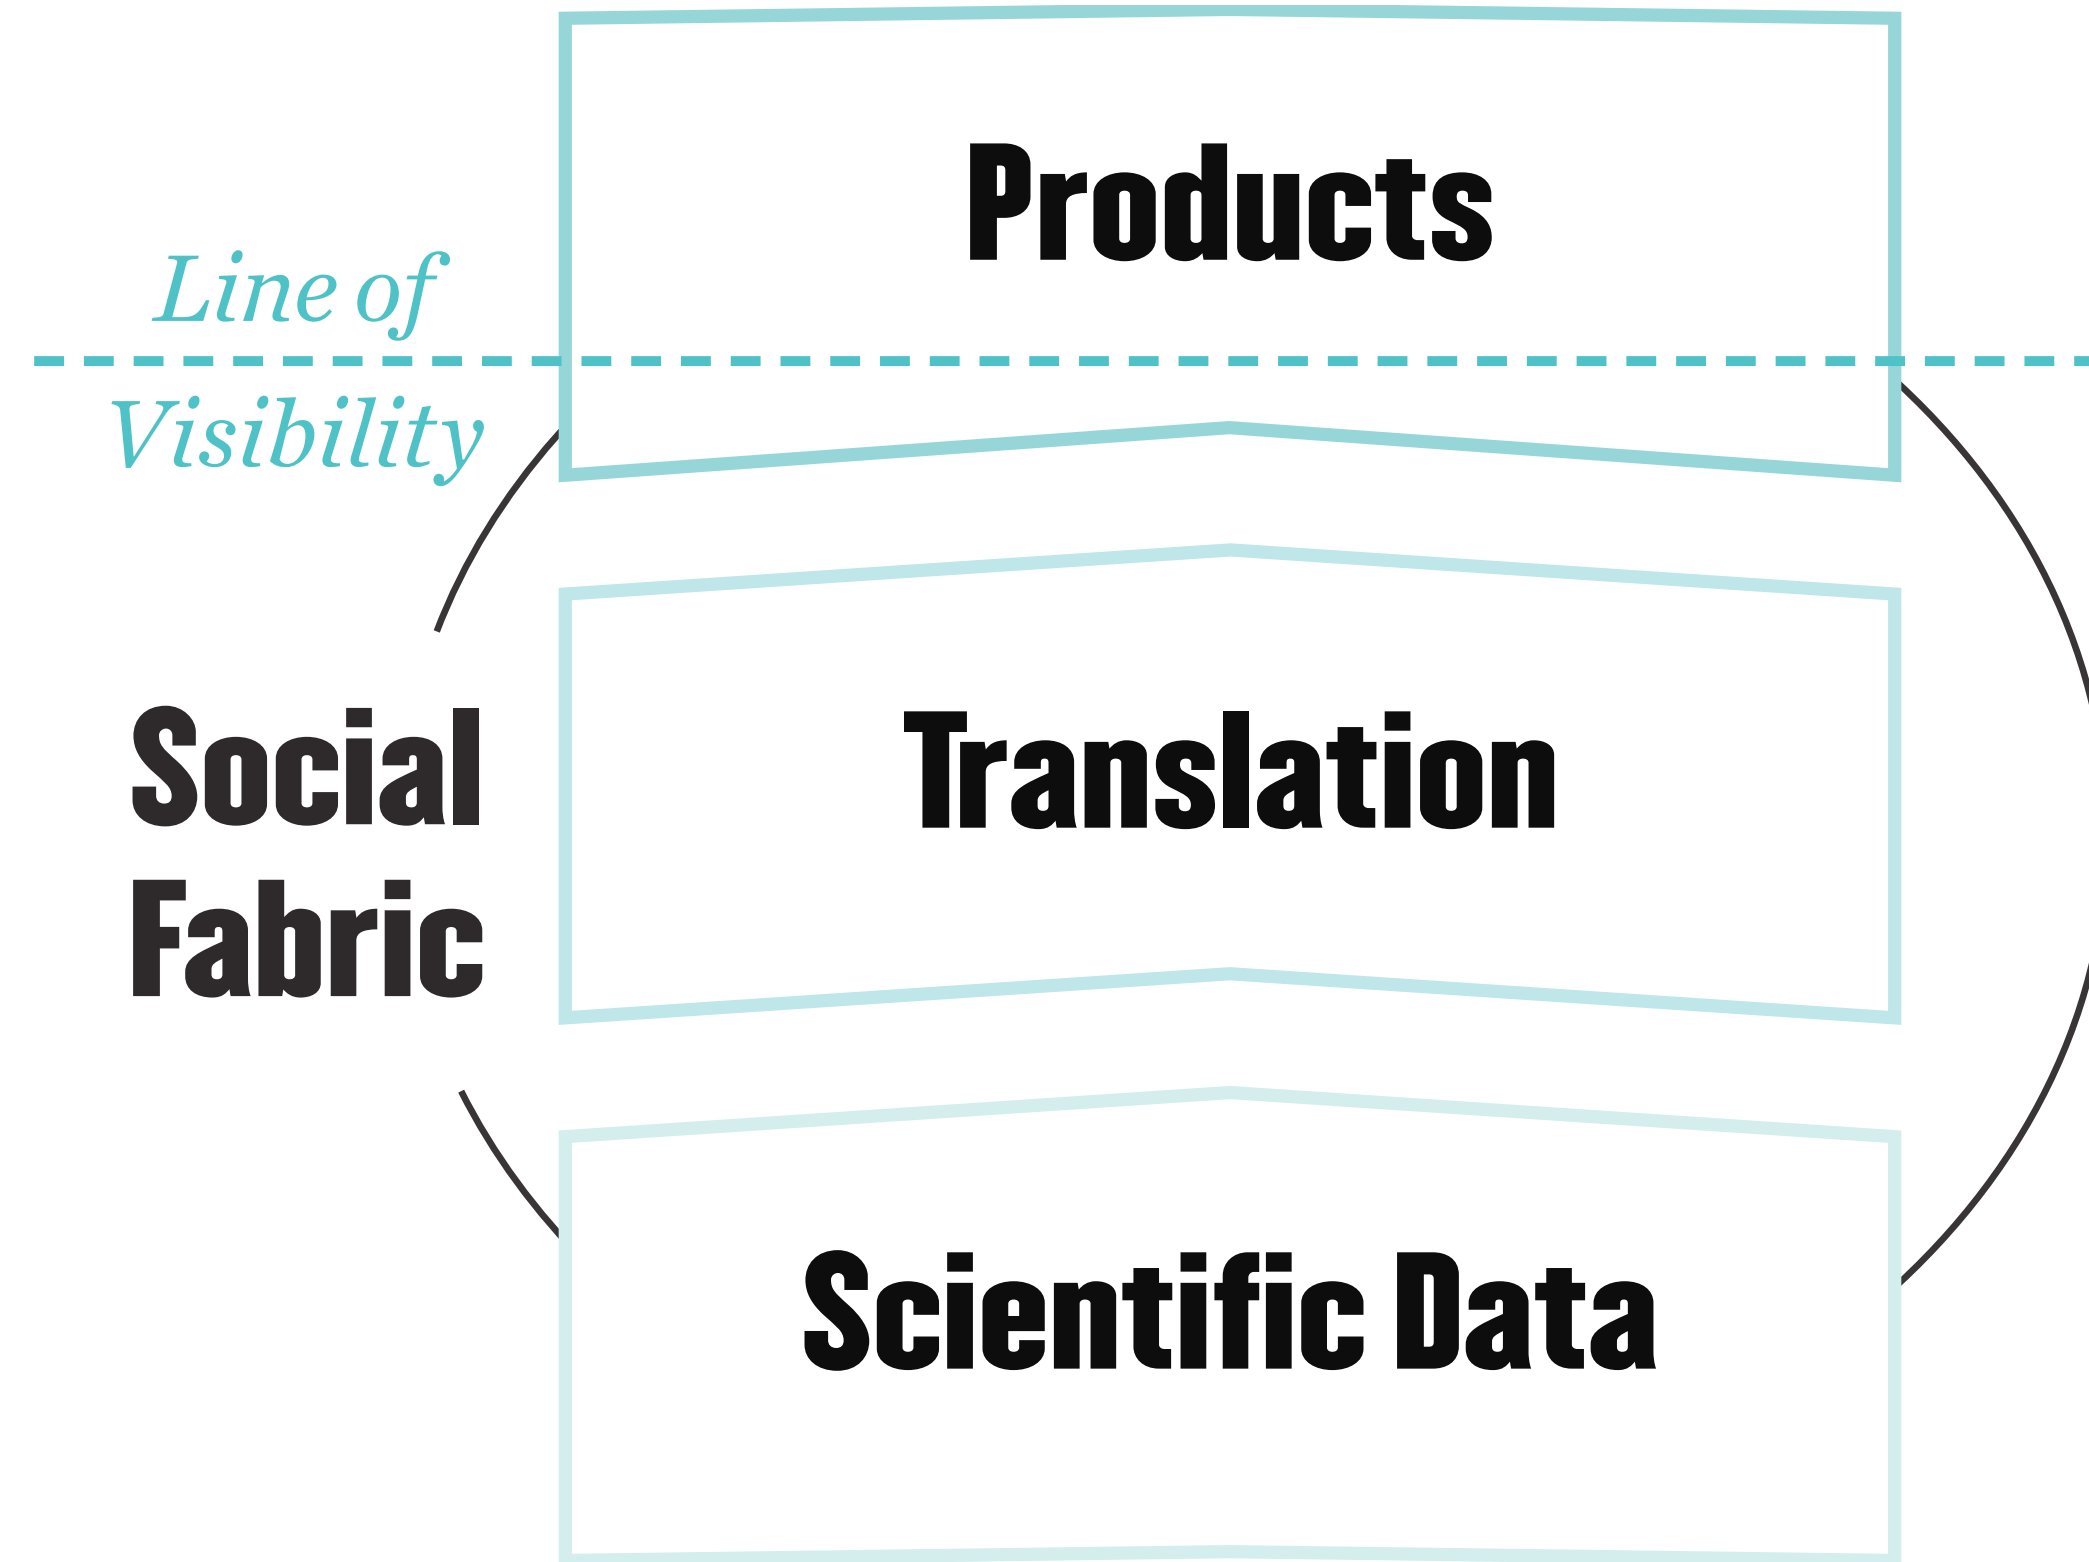 Products
Line of
Visibility
Translation
Social
Fabric
Scientific Data